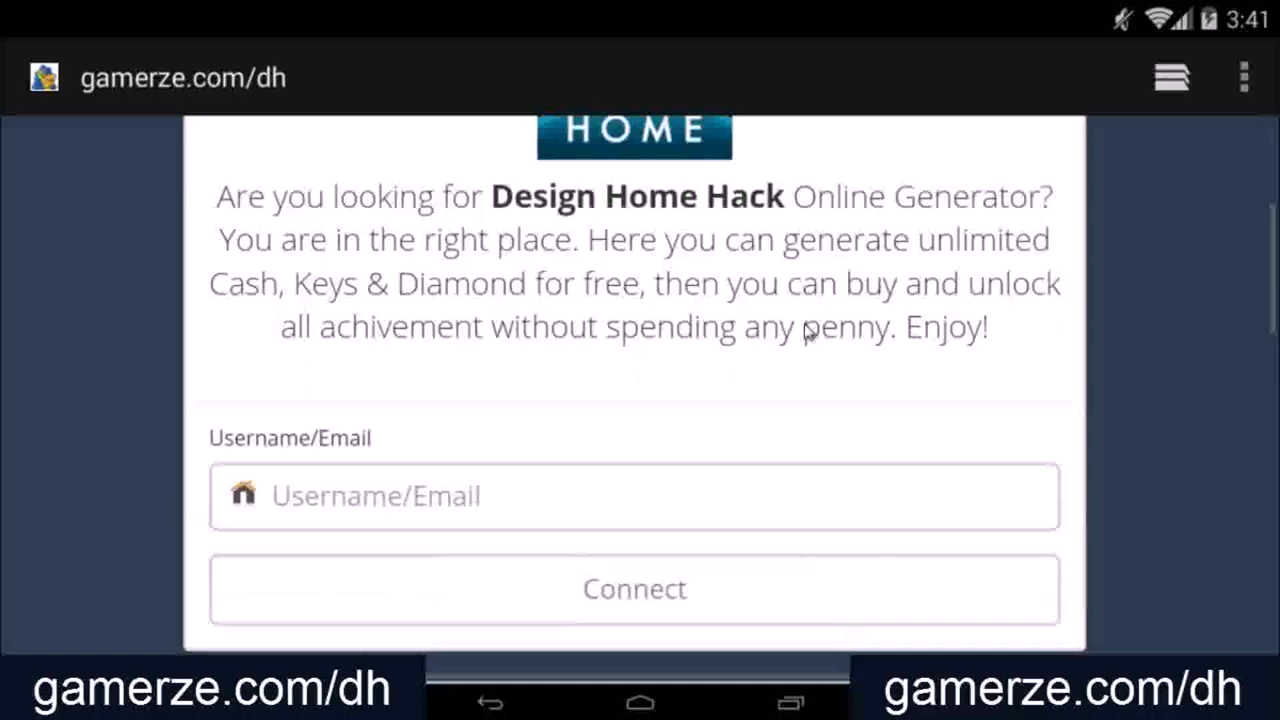 3:41
gamerze.com/dh
HOME
Are you looking for Design Home Hack Online Generator?
You are in the right place. Here you can generate unlimited
Cash, Keys & Diamond for free, then you can buy and unlock
all achivement without spending any penny. Enjoy!
Username/Email
Username/Email
Connect
gamerze.com/dh
gamerze.com/dh